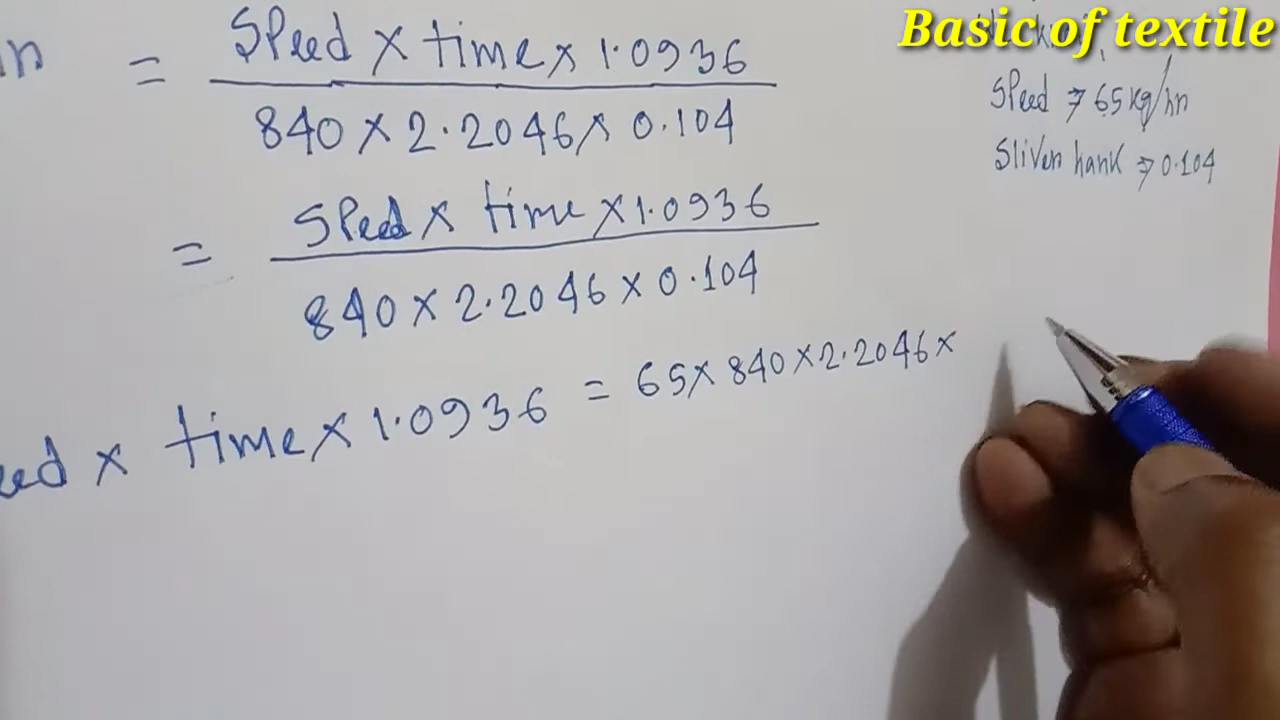 Basic of textile
n = Speed × time × 1.0936
840 × 2.2046 × 0.104
Speed ⇒ 65 kg/hr
Sliver hank ⇒ 0.104
= Speed × time × 1.0936
840 × 2.2046 × 0.104
eed × time × 1.0936 = 65 × 840 × 2.2046 ×